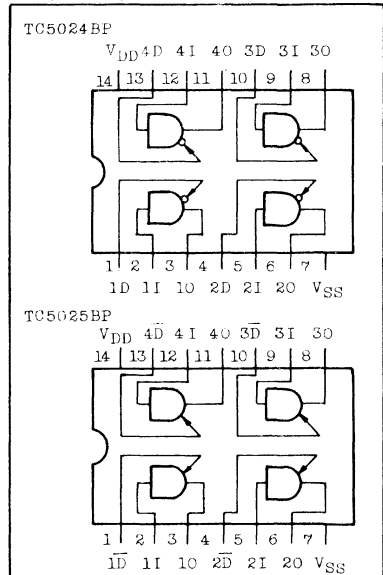 TC5024BP
VDD 4D 4I 4O 3D 3I 3O
14 13 12 11 10 9 8
1 2 3 4 5 6 7
1D 1I 1O 2D 2I 2O VSS
TC5025BP
VDD 4D̅ 4I 4O 3D̅ 3I 3O
14 13 12 11 10 9 8
1 2 3 4 5 6 7
1D̅ 1I 1O 2D̅ 2I 2O VSS